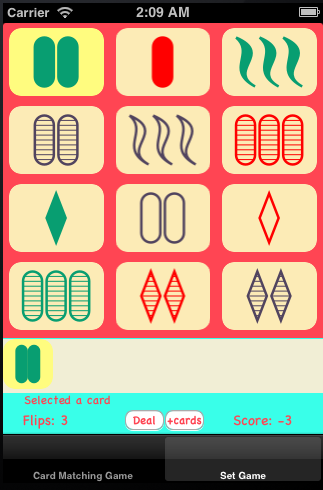 Carrier 2:09 AM
Selected a card
Flips: 3 Deal +cards Score: -3
Card Matching Game Set Game